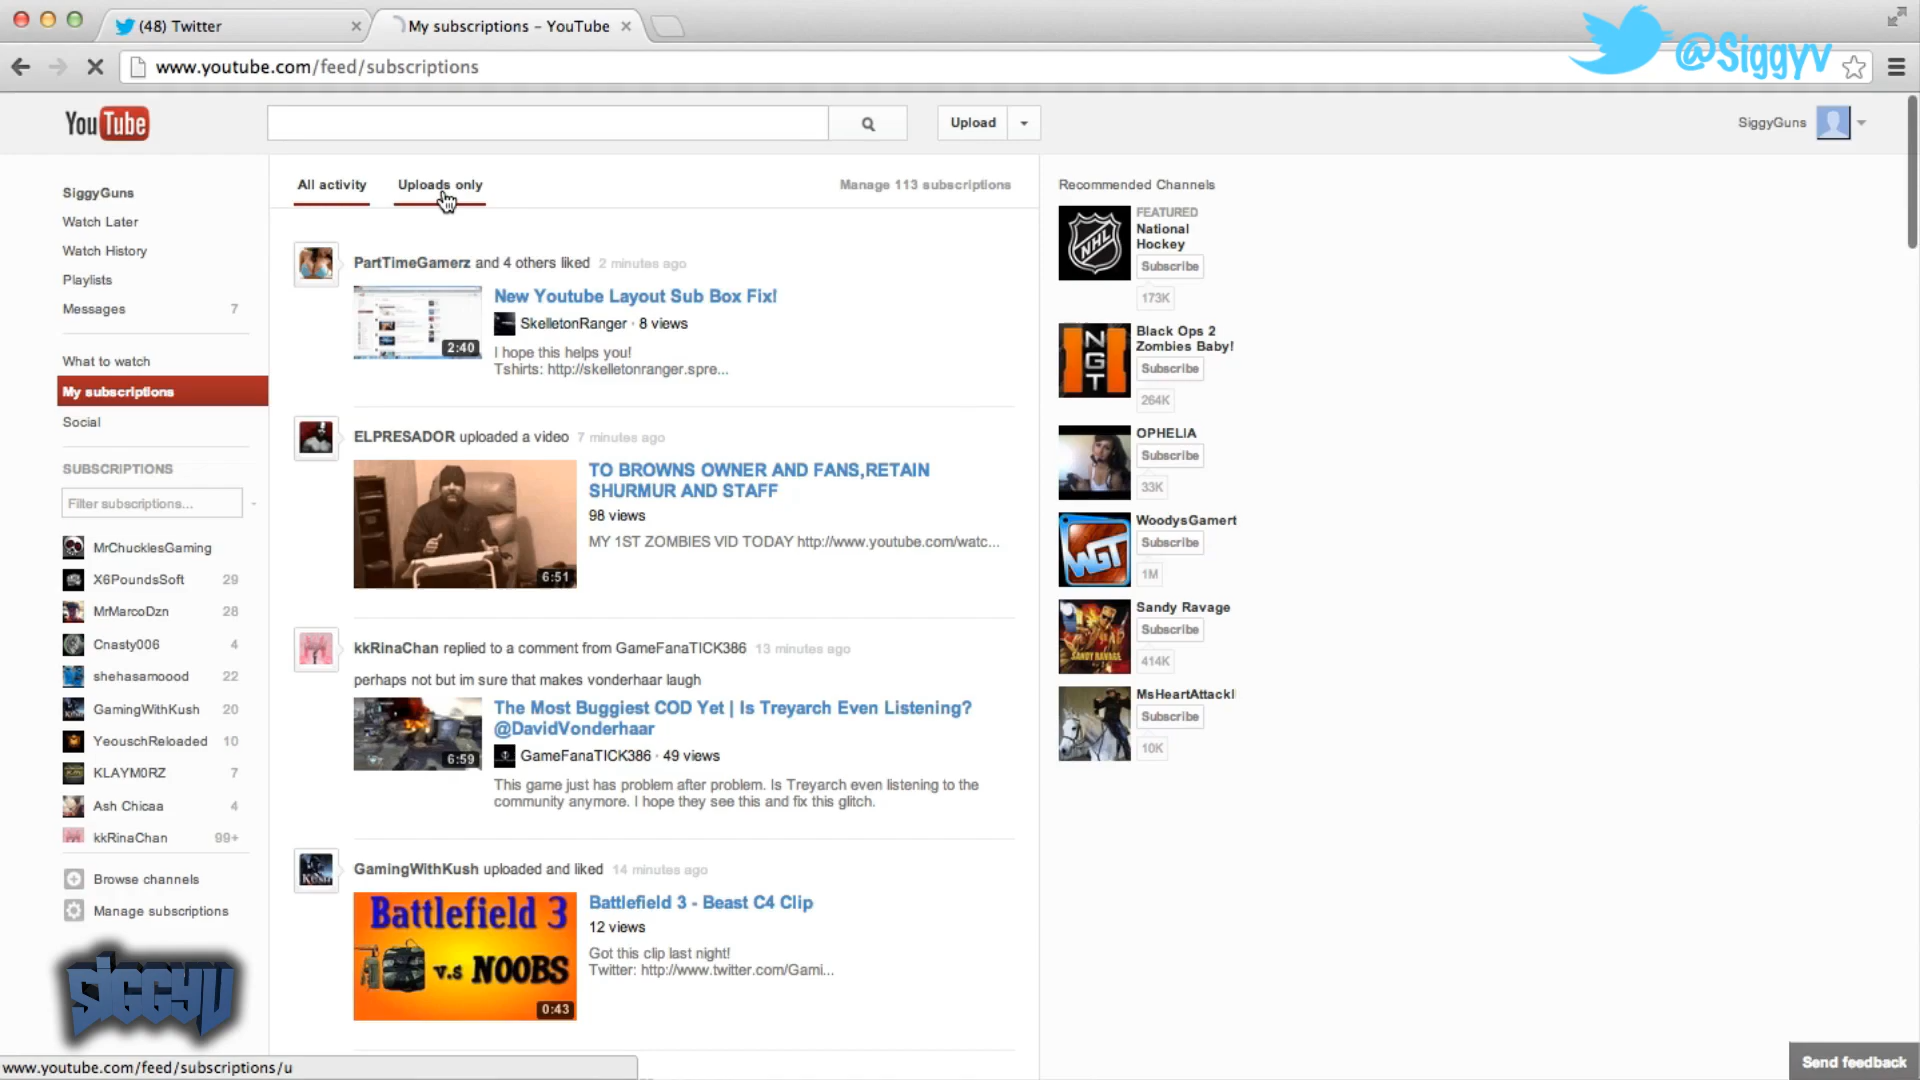 (48) Twitter
My subscriptions – YouTube
@Siggyv
www.youtube.com/feed/subscriptions
YouTube
Upload
SiggyGuns
SiggyGuns
Watch Later
Watch History
Playlists
Messages 7
What to watch
My subscriptions
Social
SUBSCRIPTIONS
Filter subscriptions...
MrChucklesGaming
X6PoundsSoft 29
MrMarcoDzn 28
Cnasty006 4
shehasamoood 22
GamingWithKush 20
YeouschReloaded 10
KLAYM0RZ 7
Ash Chicaa 4
kkRinaChan 99+
Browse channels
Manage subscriptions
SIGGYV
All activity
Uploads only
Manage 113 subscriptions
PartTimeGamerz and 4 others liked 2 minutes ago
2:40
New Youtube Layout Sub Box Fix!
SkelletonRanger · 8 views
I hope this helps you!
Tshirts: http://skelletonranger.spre...
ELPRESADOR uploaded a video 7 minutes ago
6:51
TO BROWNS OWNER AND FANS,RETAIN
SHURMUR AND STAFF
98 views
MY 1ST ZOMBIES VID TODAY http://www.youtube.com/watc...
kkRinaChan replied to a comment from GameFanaTICK386 13 minutes ago
perhaps not but im sure that makes vonderhaar laugh
6:59
The Most Buggiest COD Yet | Is Treyarch Even Listening?
@DavidVonderhaar
GameFanaTICK386 · 49 views
This game just has problem after problem. Is Treyarch even listening to the
community anymore. I hope they see this and fix this glitch.
GamingWithKush uploaded and liked 14 minutes ago
Battlefield 3
v.s NOOBS
0:43
Battlefield 3 - Beast C4 Clip
12 views
Got this clip last night!
Twitter: http://www.twitter.com/Gami...
Recommended Channels
NHL
FEATURED
National
Hockey
Subscribe
173K
NGT
Black Ops 2
Zombies Baby!
Subscribe
264K
OPHELIA
Subscribe
33K
WGT
WoodysGamert
Subscribe
1M
SANDY RAVAGE
Sandy Ravage
Subscribe
414K
MsHeartAttack
Subscribe
10K
www.youtube.com/feed/subscriptions/u
Send feedback